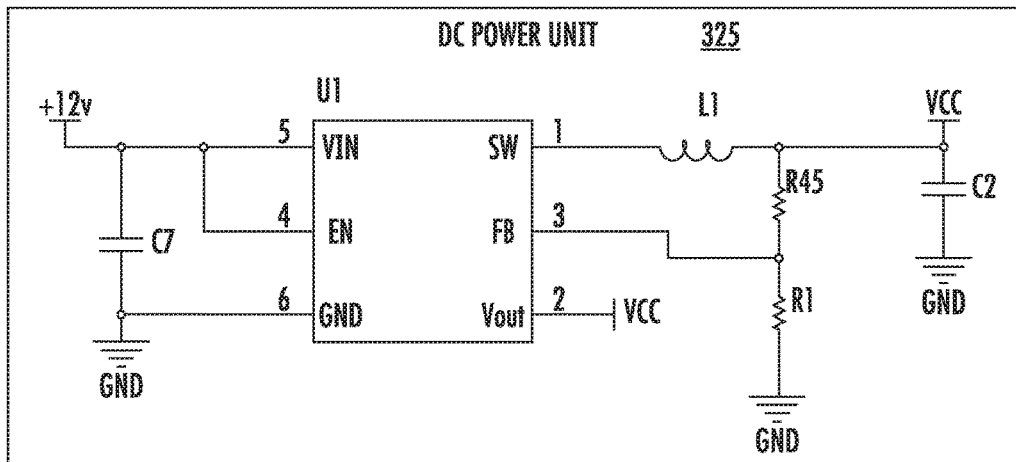 DC POWER UNIT 325
U1
+12v
L1
VCC
5 VIN SW 1
R45
C2
4 EN FB 3
C7
6 GND Vout 2 VCC
R1
GND
GND
GND